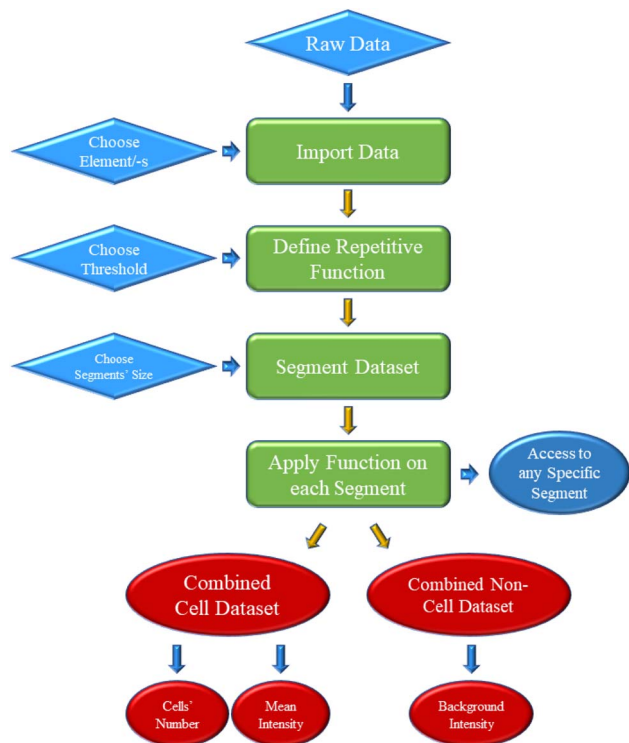 Raw Data
Choose
Element/-s
Import Data
Choose
Threshold
Define Repetitive
Function
Choose
Segments' Size
Segment Dataset
Apply Function on
each Segment
Access to
any Specific
Segment
Combined
Cell Dataset
Combined Non-
Cell Dataset
Cells'
Number
Mean
Intensity
Background
Intensity